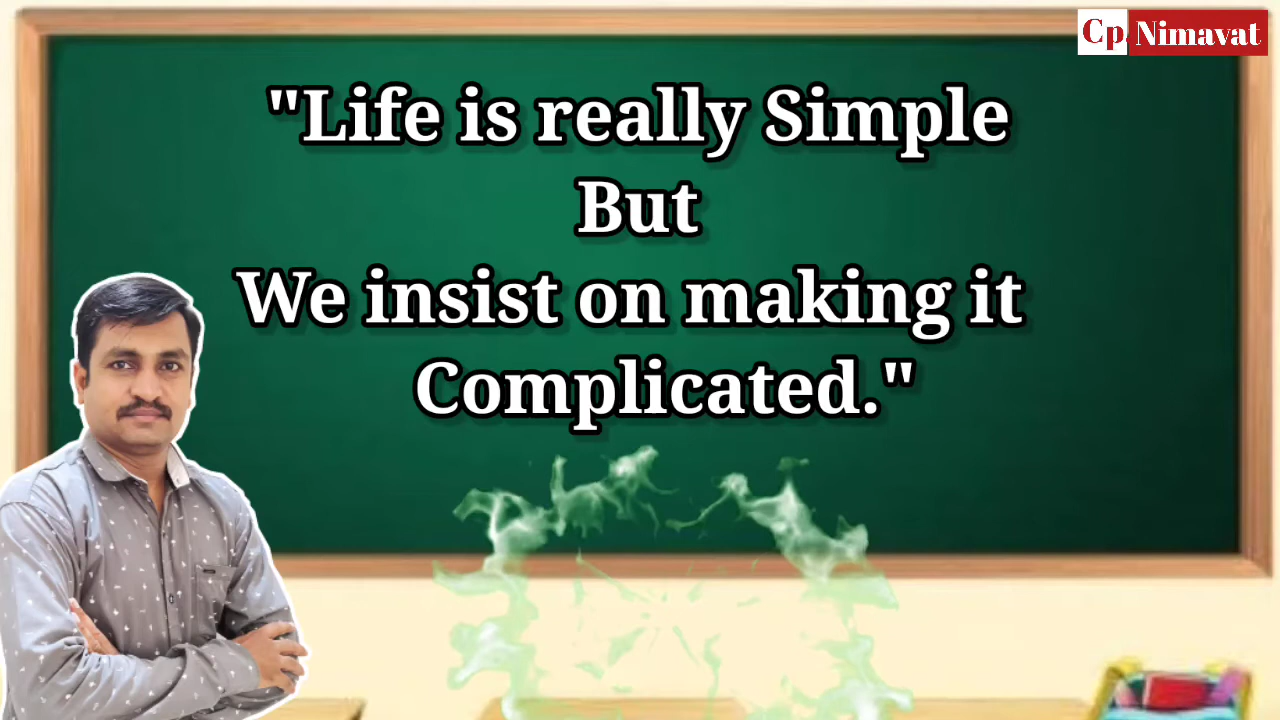 Cp. Nimavat
"Life is really Simple
But
We insist on making it
Complicated."